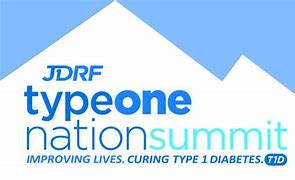 JDRF
typeone
nationsummit
IMPROVING LIVES. CURING TYPE 1 DIABETES. T1D